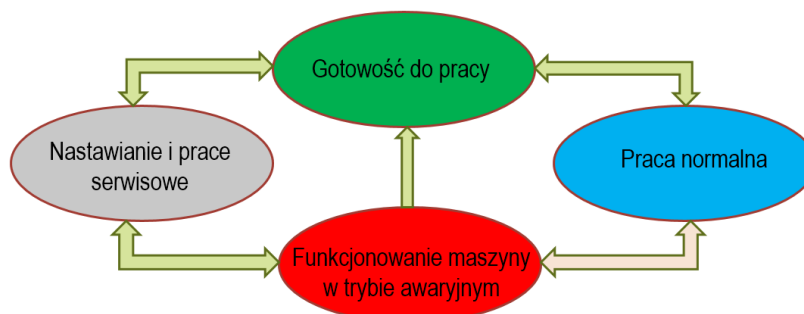 Gotowość do pracy
Nastawianie i prace
serwisowe
Praca normalna
Funkcjonowanie maszyny
w trybie awaryjnym